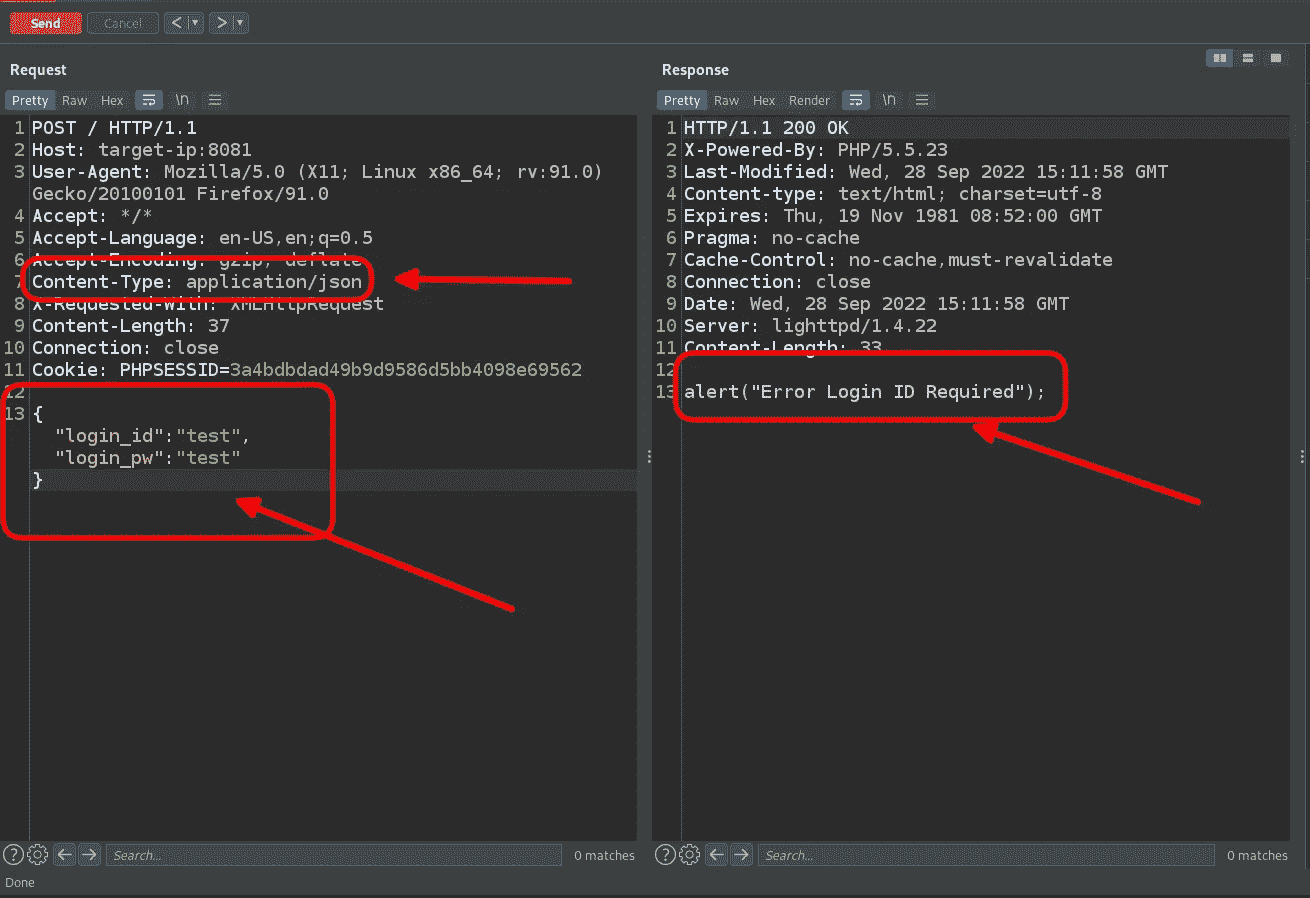 Send Cancel < > 
Request
Pretty Raw Hex \n
1 POST / HTTP/1.1
2 Host: target-ip:8081
3 User-Agent: Mozilla/5.0 (X11; Linux x86_64; rv:91.0)
Gecko/20100101 Firefox/91.0
4 Accept: */*
5 Accept-Language: en-US,en;q=0.5
6 Accept-Encoding: gzip, deflate
7 Content-Type: application/json
8 X-Requested-With: XMLHttpRequest
9 Content-Length: 37
10 Connection: close
11 Cookie: PHPSESSID=3a4bdbdad49b9d9586d5bb4098e69562
12
13 {
"login_id":"test",
"login_pw":"test"
}
Search... 0 matches
Done
Response
Pretty Raw Hex Render \n
1 HTTP/1.1 200 OK
2 X-Powered-By: PHP/5.5.23
3 Last-Modified: Wed, 28 Sep 2022 15:11:58 GMT
4 Content-type: text/html; charset=utf-8
5 Expires: Thu, 19 Nov 1981 08:52:00 GMT
6 Pragma: no-cache
7 Cache-Control: no-cache,must-revalidate
8 Connection: close
9 Date: Wed, 28 Sep 2022 15:11:58 GMT
10 Server: lighttpd/1.4.22
11 Content-Length: 33
12
13 alert("Error Login ID Required");
Search... 0 matches